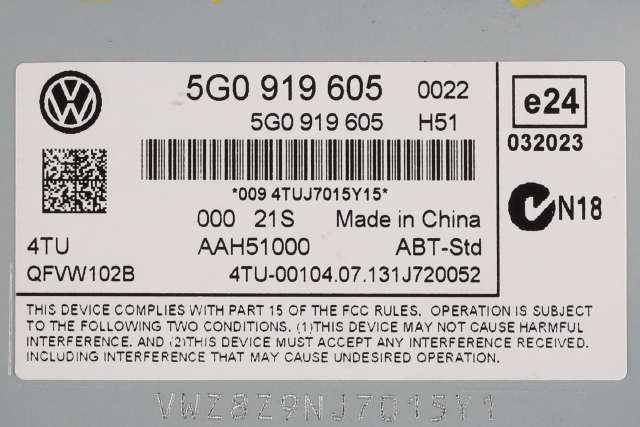 5G0 919 605 0022
5G0 919 605 H51
e24
032023
*009 4TUJ7015Y15*
N18
000 21S Made in China
4TU AAH51000 ABT-Std
QFVW102B 4TU-00104.07.131J720052
THIS DEVICE COMPLIES WITH PART 15 OF THE FCC RULES. OPERATION IS SUBJECT
TO THE FOLLOWING TWO CONDITIONS. (1)THIS DEVICE MAY NOT CAUSE HARMFUL
INTERFERENCE. AND (2)THIS DEVICE MUST ACCEPT ANY INTERFERENCE RECEIVED.
INCLUDING INTERFERENCE THAT MAY CAUSE UNDESIRED OPERATION.
VWZ8Z9NJ7015Y1